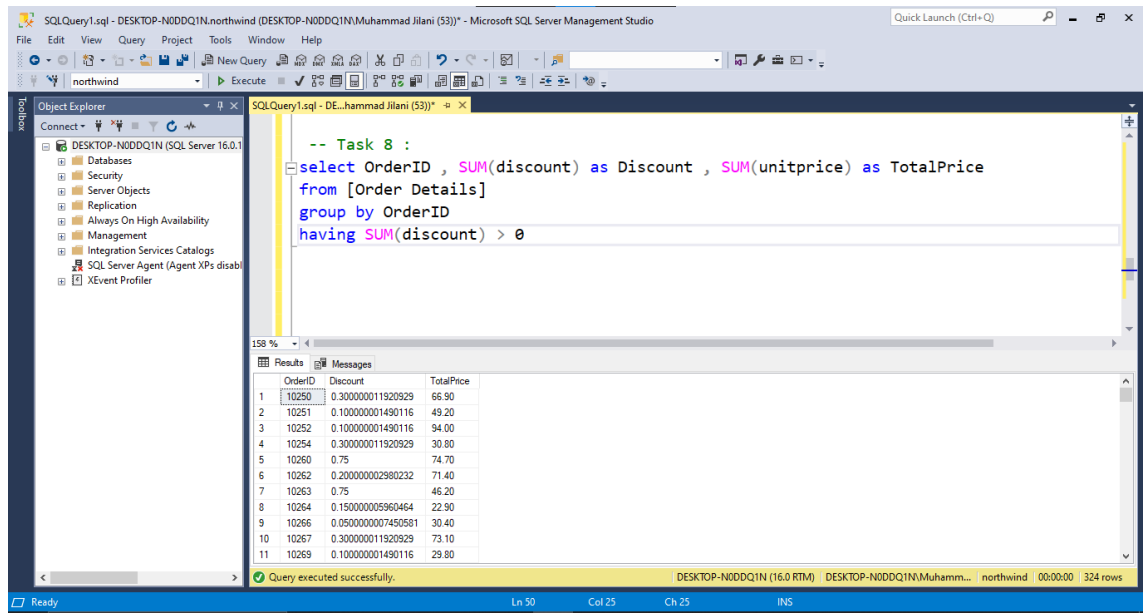 SQLQuery1.sql - DESKTOP-N0DDQ1N.northwind (DESKTOP-N0DDQ1N\Muhammad Jilani (53))* - Microsoft SQL Server Management Studio
Quick Launch (Ctrl+Q)
File Edit View Query Project Tools Window Help
New Query
northwind Execute
Toolbox
Object Explorer
SQLQuery1.sql - DE...hammad Jilani (53))*
Connect
DESKTOP-N0DDQ1N (SQL Server 16.0.1
Databases
Security
Server Objects
Replication
Always On High Availability
Management
Integration Services Catalogs
SQL Server Agent (Agent XPs disabl
XEvent Profiler
-- Task 8 :
select OrderID , SUM(discount) as Discount , SUM(unitprice) as TotalPrice
from [Order Details]
group by OrderID
having SUM(discount) > 0
158 %
Results Messages
OrderID Discount TotalPrice
1 10250 0.300000011920929 66.90
2 10251 0.100000001490116 49.20
3 10252 0.100000001490116 94.00
4 10254 0.300000011920929 30.80
5 10260 0.75 74.70
6 10262 0.200000002980232 71.40
7 10263 0.75 46.20
8 10264 0.150000005960464 22.90
9 10266 0.0500000007450581 30.40
10 10267 0.300000011920929 73.10
11 10269 0.100000001490116 29.80
Query executed successfully. DESKTOP-N0DDQ1N (16.0 RTM) DESKTOP-N0DDQ1N\Muhamm... northwind 00:00:00 324 rows
Ready Ln 50 Col 25 Ch 25 INS